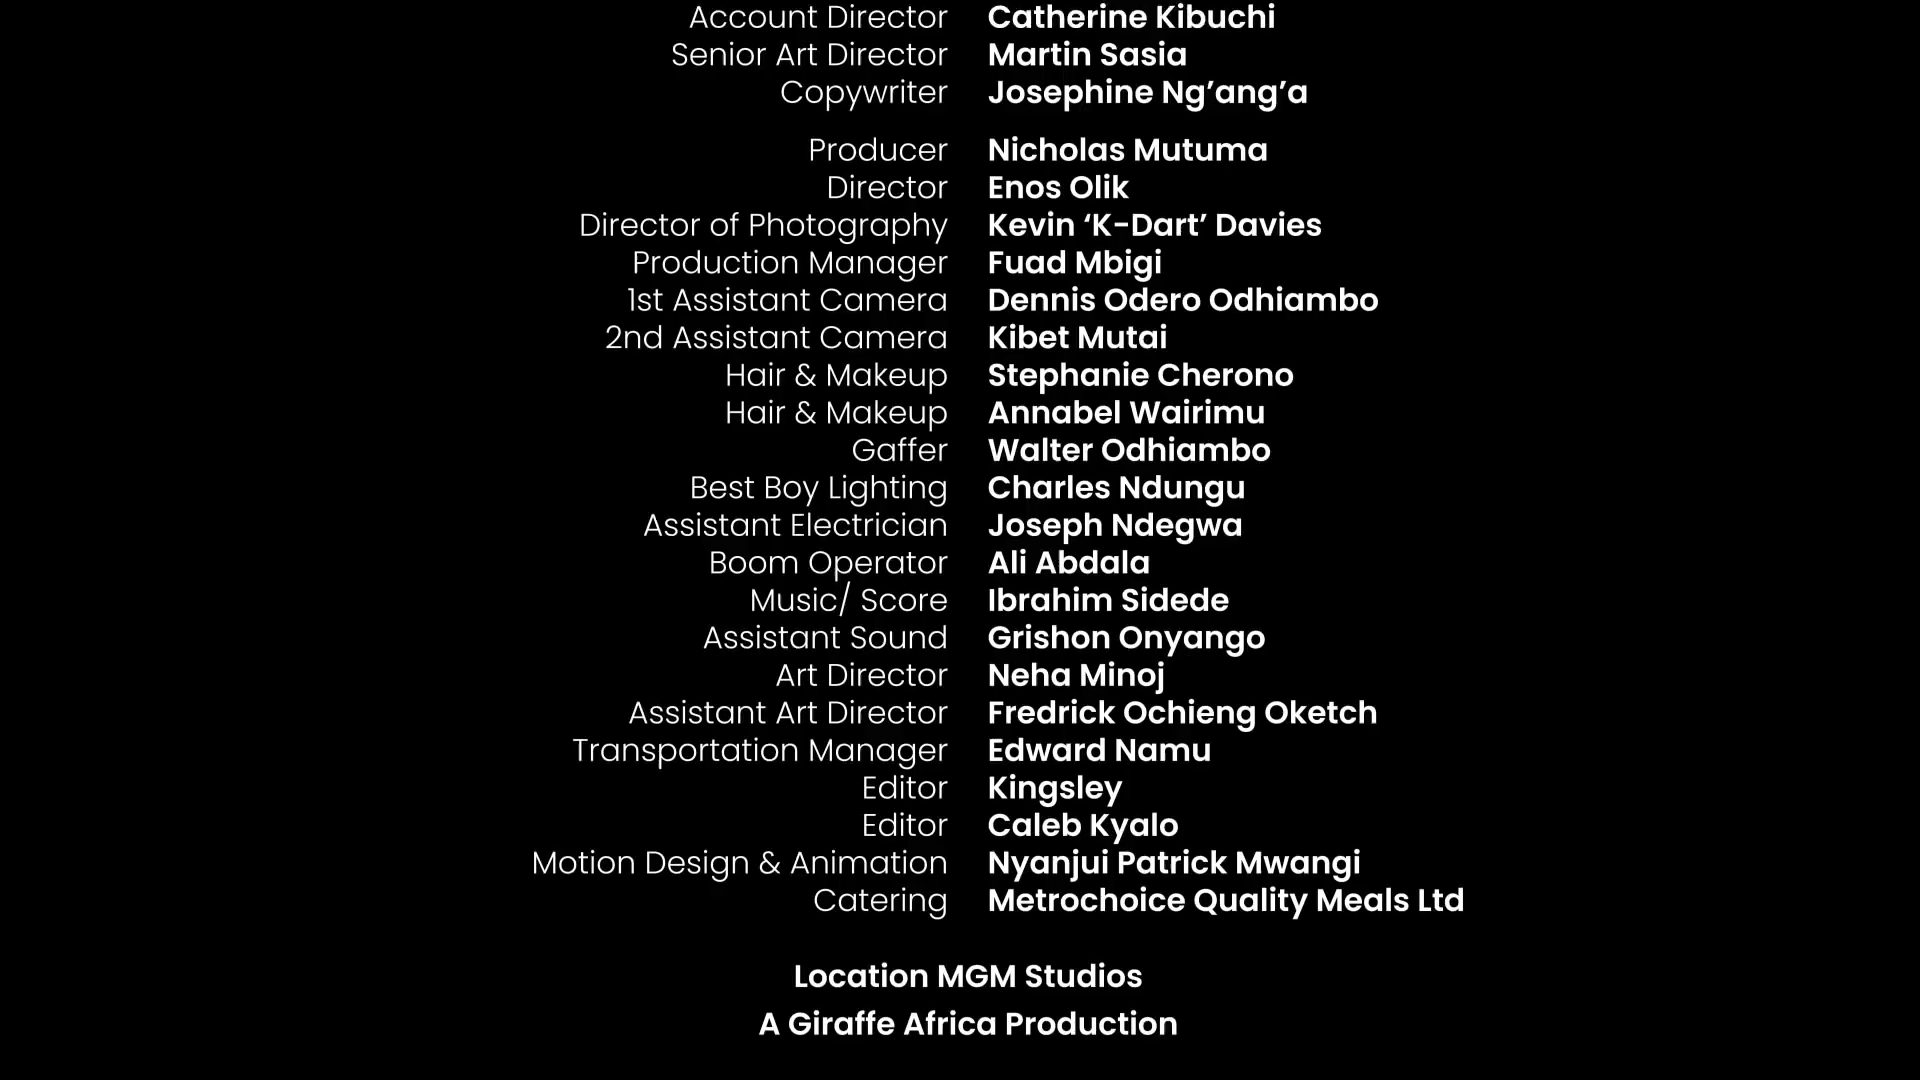 Account Director Catherine Kibuchi
Senior Art Director Martin Sasia
Copywriter Josephine Ng’ang’a
Producer Nicholas Mutuma
Director Enos Olik
Director of Photography Kevin ‘K-Dart’ Davies
Production Manager Fuad Mbigi
1st Assistant Camera Dennis Odero Odhiambo
2nd Assistant Camera Kibet Mutai
Hair & Makeup Stephanie Cherono
Hair & Makeup Annabel Wairimu
Gaffer Walter Odhiambo
Best Boy Lighting Charles Ndungu
Assistant Electrician Joseph Ndegwa
Boom Operator Ali Abdala
Music/ Score Ibrahim Sidede
Assistant Sound Grishon Onyango
Art Director Neha Minoj
Assistant Art Director Fredrick Ochieng Oketch
Transportation Manager Edward Namu
Editor Kingsley
Editor Caleb Kyalo
Motion Design & Animation Nyanjui Patrick Mwangi
Catering Metrochoice Quality Meals Ltd
Location MGM Studios
A Giraffe Africa Production